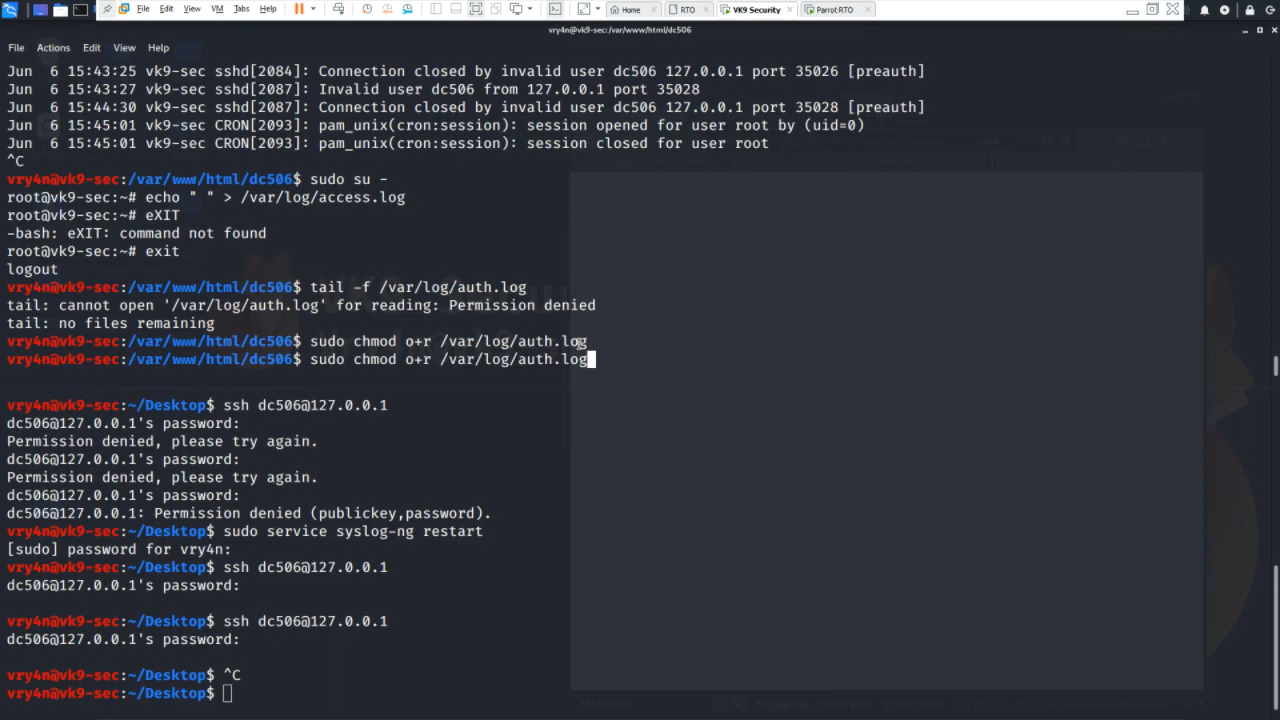 File Edit View VM Tabs Help Home RTO VK9 Security Parrot RTO
vry4n@vk9-sec:/var/www/html/dc506
File Actions Edit View Help
Jun  6 15:43:25 vk9-sec sshd[2084]: Connection closed by invalid user dc506 127.0.0.1 port 35026 [preauth]
Jun  6 15:43:27 vk9-sec sshd[2087]: Invalid user dc506 from 127.0.0.1 port 35028
Jun  6 15:44:30 vk9-sec sshd[2087]: Connection closed by invalid user dc506 127.0.0.1 port 35028 [preauth]
Jun  6 15:45:01 vk9-sec CRON[2093]: pam_unix(cron:session): session opened for user root by (uid=0)
Jun  6 15:45:01 vk9-sec CRON[2093]: pam_unix(cron:session): session closed for user root
^C
vry4n@vk9-sec:/var/www/html/dc506$ sudo su -
root@vk9-sec:~# echo " " > /var/log/access.log
root@vk9-sec:~# eXIT
-bash: eXIT: command not found
root@vk9-sec:~# exit
logout
vry4n@vk9-sec:/var/www/html/dc506$ tail -f /var/log/auth.log
tail: cannot open '/var/log/auth.log' for reading: Permission denied
tail: no files remaining
vry4n@vk9-sec:/var/www/html/dc506$ sudo chmod o+r /var/log/auth.log
vry4n@vk9-sec:/var/www/html/dc506$ sudo chmod o+r /var/log/auth.log
vry4n@vk9-sec:~/Desktop$ ssh dc506@127.0.0.1
dc506@127.0.0.1's password:
Permission denied, please try again.
dc506@127.0.0.1's password:
Permission denied, please try again.
dc506@127.0.0.1's password:
dc506@127.0.0.1: Permission denied (publickey,password).
vry4n@vk9-sec:~/Desktop$ sudo service syslog-ng restart
[sudo] password for vry4n:
vry4n@vk9-sec:~/Desktop$ ssh dc506@127.0.0.1
dc506@127.0.0.1's password:
vry4n@vk9-sec:~/Desktop$ ssh dc506@127.0.0.1
dc506@127.0.0.1's password:
vry4n@vk9-sec:~/Desktop$ ^C
vry4n@vk9-sec:~/Desktop$